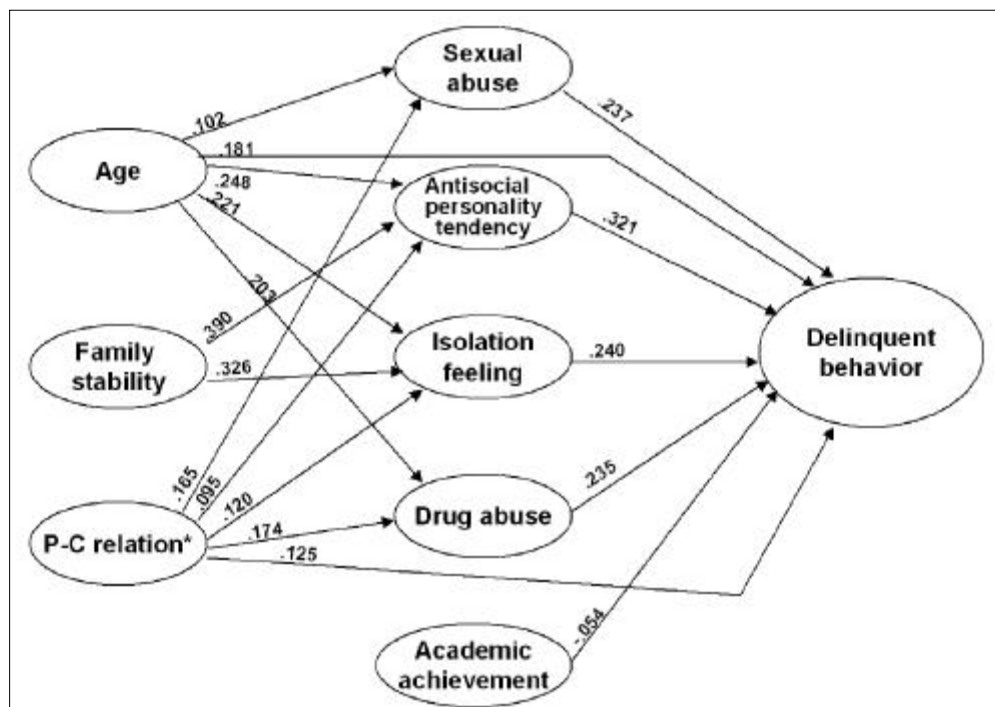 Sexual
abuse
.102
.237
Age
.181
.248
.221
Antisocial
personality
tendency
.321
.203
.390
Family
stability
.326
Isolation
feeling
.240
Delinquent
behavior
.165
.095
.120
P-C relation*
.174
.125
Drug abuse
.235
-.054
Academic
achievement